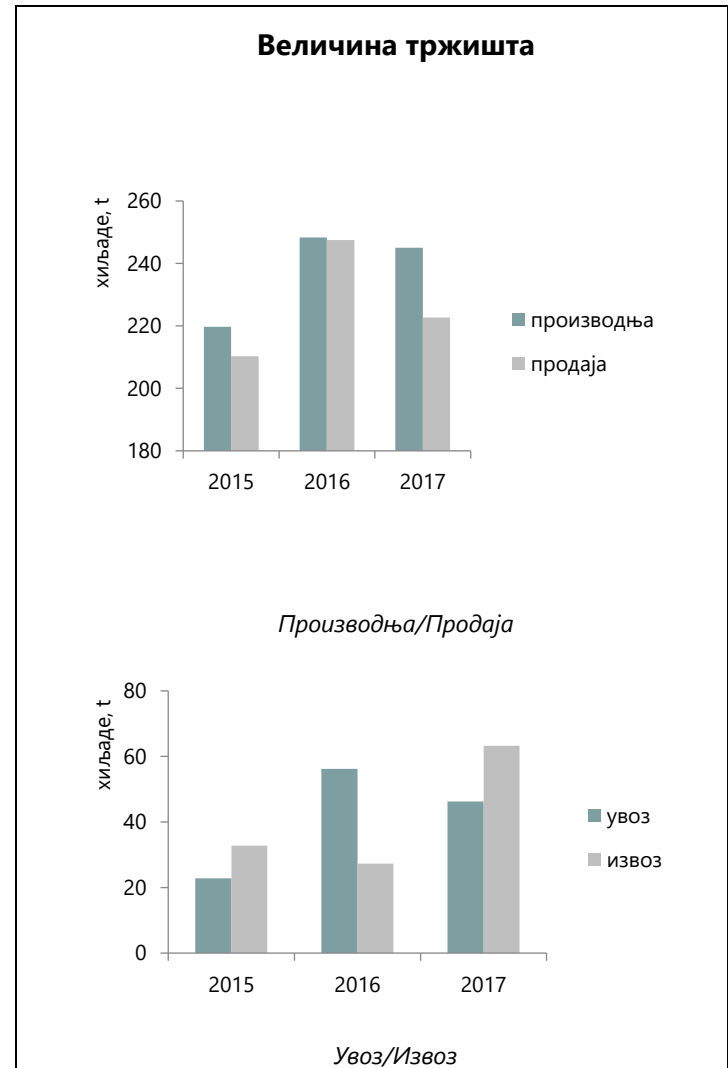 Величина тржишта
хиљаде, t
260
240
220
200
180
2015 2016 2017
производња
продаја
Производња/Продаја
хиљаде, t
80
60
40
20
0
2015 2016 2017
увоз
извоз
Увоз/Извоз